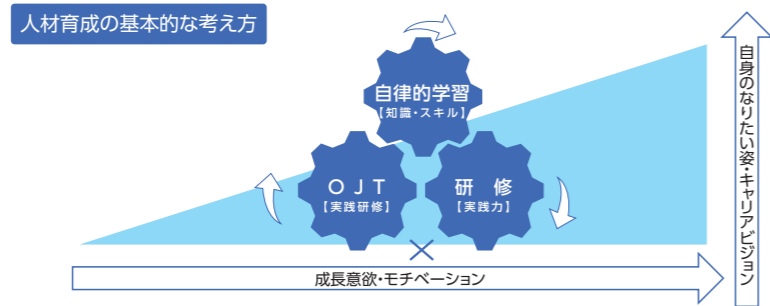 人材育成の基本的な考え方
自律的学習
【知識・スキル】
ＯＪＴ
【実践研修】
研　修
【実践力】
×
成長意欲・モチベーション
自身のなりたい姿・キャリアビジョン